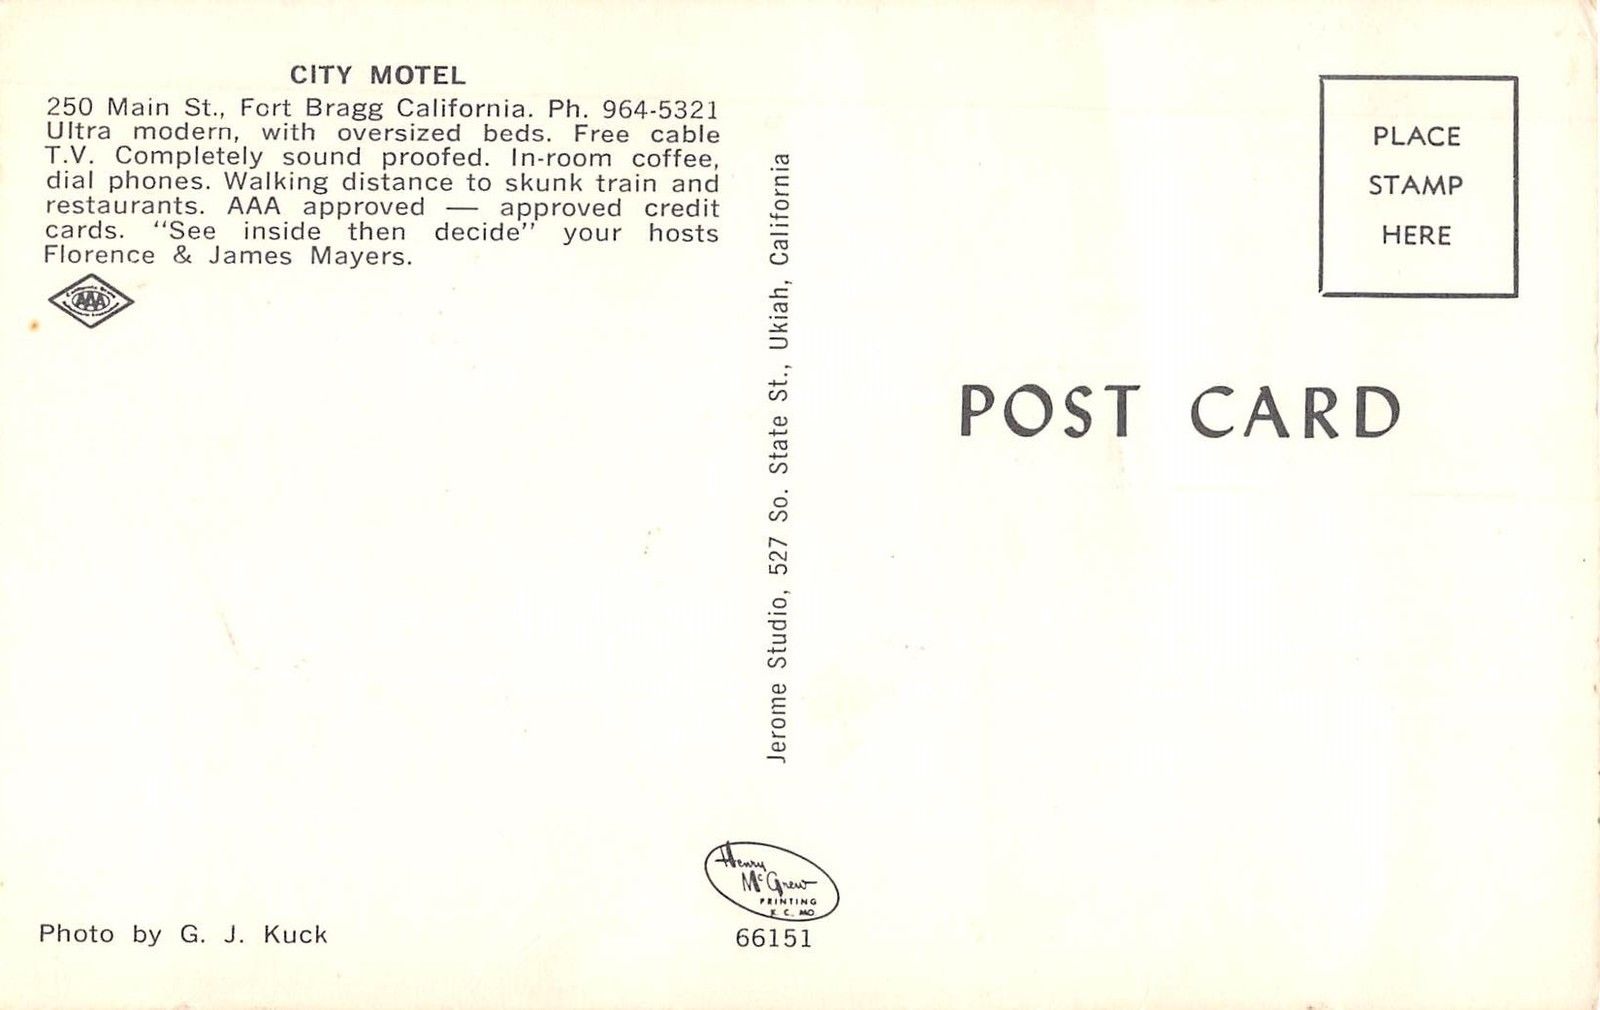 CITY MOTEL
250 Main St., Fort Bragg California. Ph. 964-5321
Ultra modern, with oversized beds. Free cable
T.V. Completely sound proofed. In-room coffee,
dial phones. Walking distance to skunk train and
restaurants. AAA approved — approved credit
cards. "See inside then decide" your hosts
Florence & James Mayers.
AAA
Photo by G. J. Kuck
Jerome Studio, 527 So. State St., Ukiah, California
Henry
McGrew
PRINTING
K. C. MO
66151
PLACE
STAMP
HERE
POST CARD